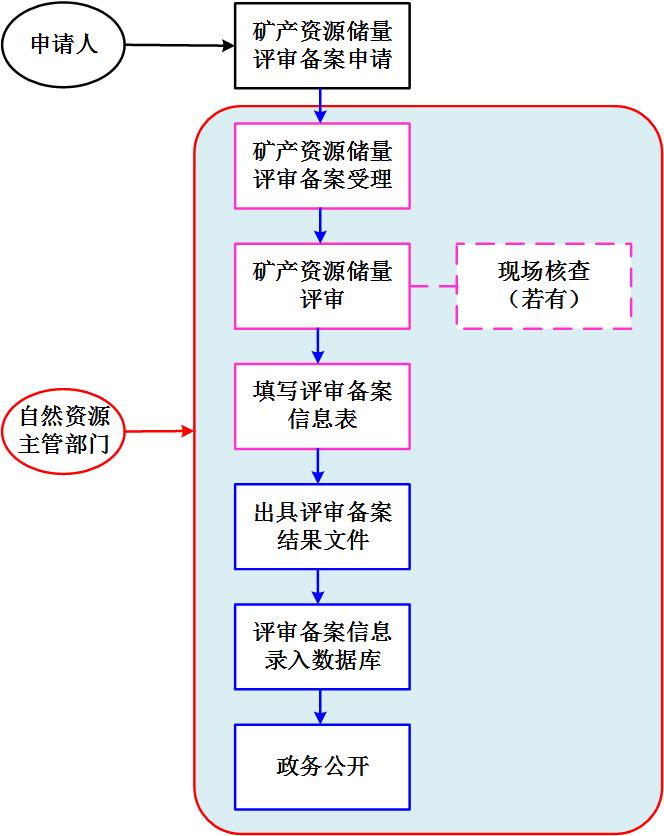 申请人
矿产资源储量
评审备案申请
矿产资源储量
评审备案受理
矿产资源储量
评审
现场核查
（若有）
填写评审备案
信息表
自然资源
主管部门
出具评审备案
结果文件
评审备案信息
录入数据库
政务公开